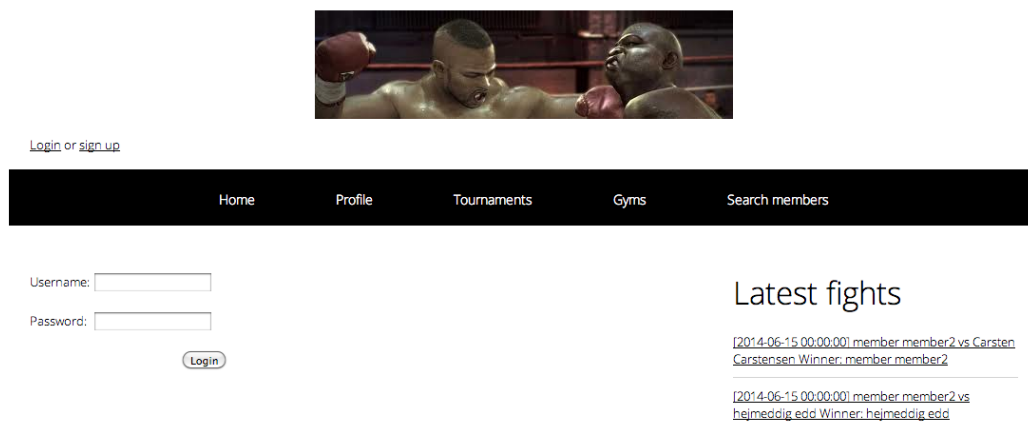 Login or sign up
Home Profile Tournaments Gyms Search members
Username:
Password:
Login
Latest fights
[2014-06-15 00:00:00] member member2 vs Carsten
Carstensen Winner: member member2
[2014-06-15 00:00:00] member member2 vs
hejmeddig edd Winner: hejmeddig edd